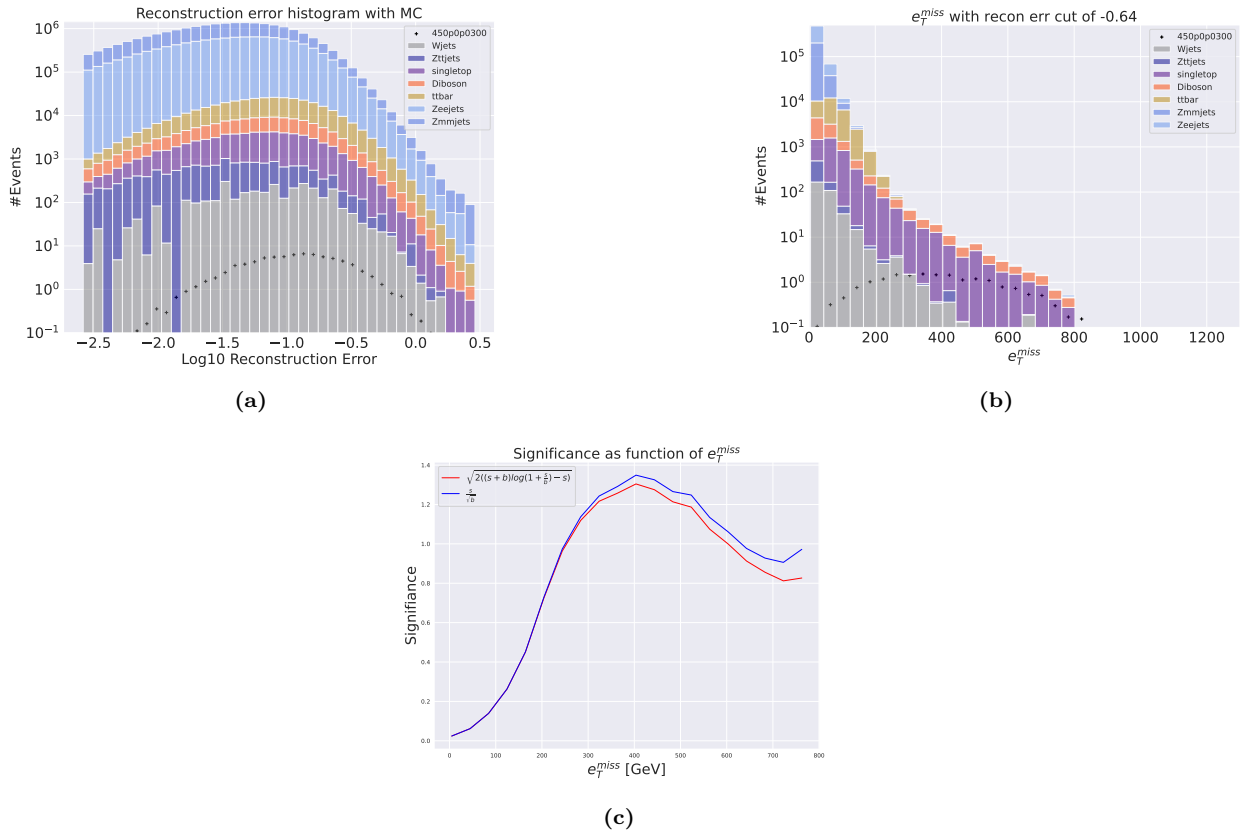 Reconstruction error histogram with MC
#Events
10^6
10^5
10^4
10^3
10^2
10^1
10^0
10^{-1}
450p0p0300
Wjets
Zttjets
singletop
Diboson
ttbar
Zeejets
Zmmjets
−2.5 −2.0 −1.5 −1.0 −0.5 0.0 0.5
Log10 Reconstruction Error
(a)
e_T^{miss} with recon err cut of -0.64
#Events
10^5
10^4
10^3
10^2
10^1
10^0
10^{-1}
450p0p0300
Wjets
Zttjets
singletop
Diboson
ttbar
Zmmjets
Zeejets
0 200 400 600 800 1000 1200
e_T^{miss}
(b)
Significance as function of e_T^{miss}
Signifiance
1.4
1.2
1.0
0.8
0.6
0.4
0.2
0.0
\sqrt{2((s+b)log(1+\frac{s}{b})-s)}
\frac{s}{\sqrt{b}}
0 100 200 300 400 500 600 700 800
e_T^{miss} [GeV]
(c)